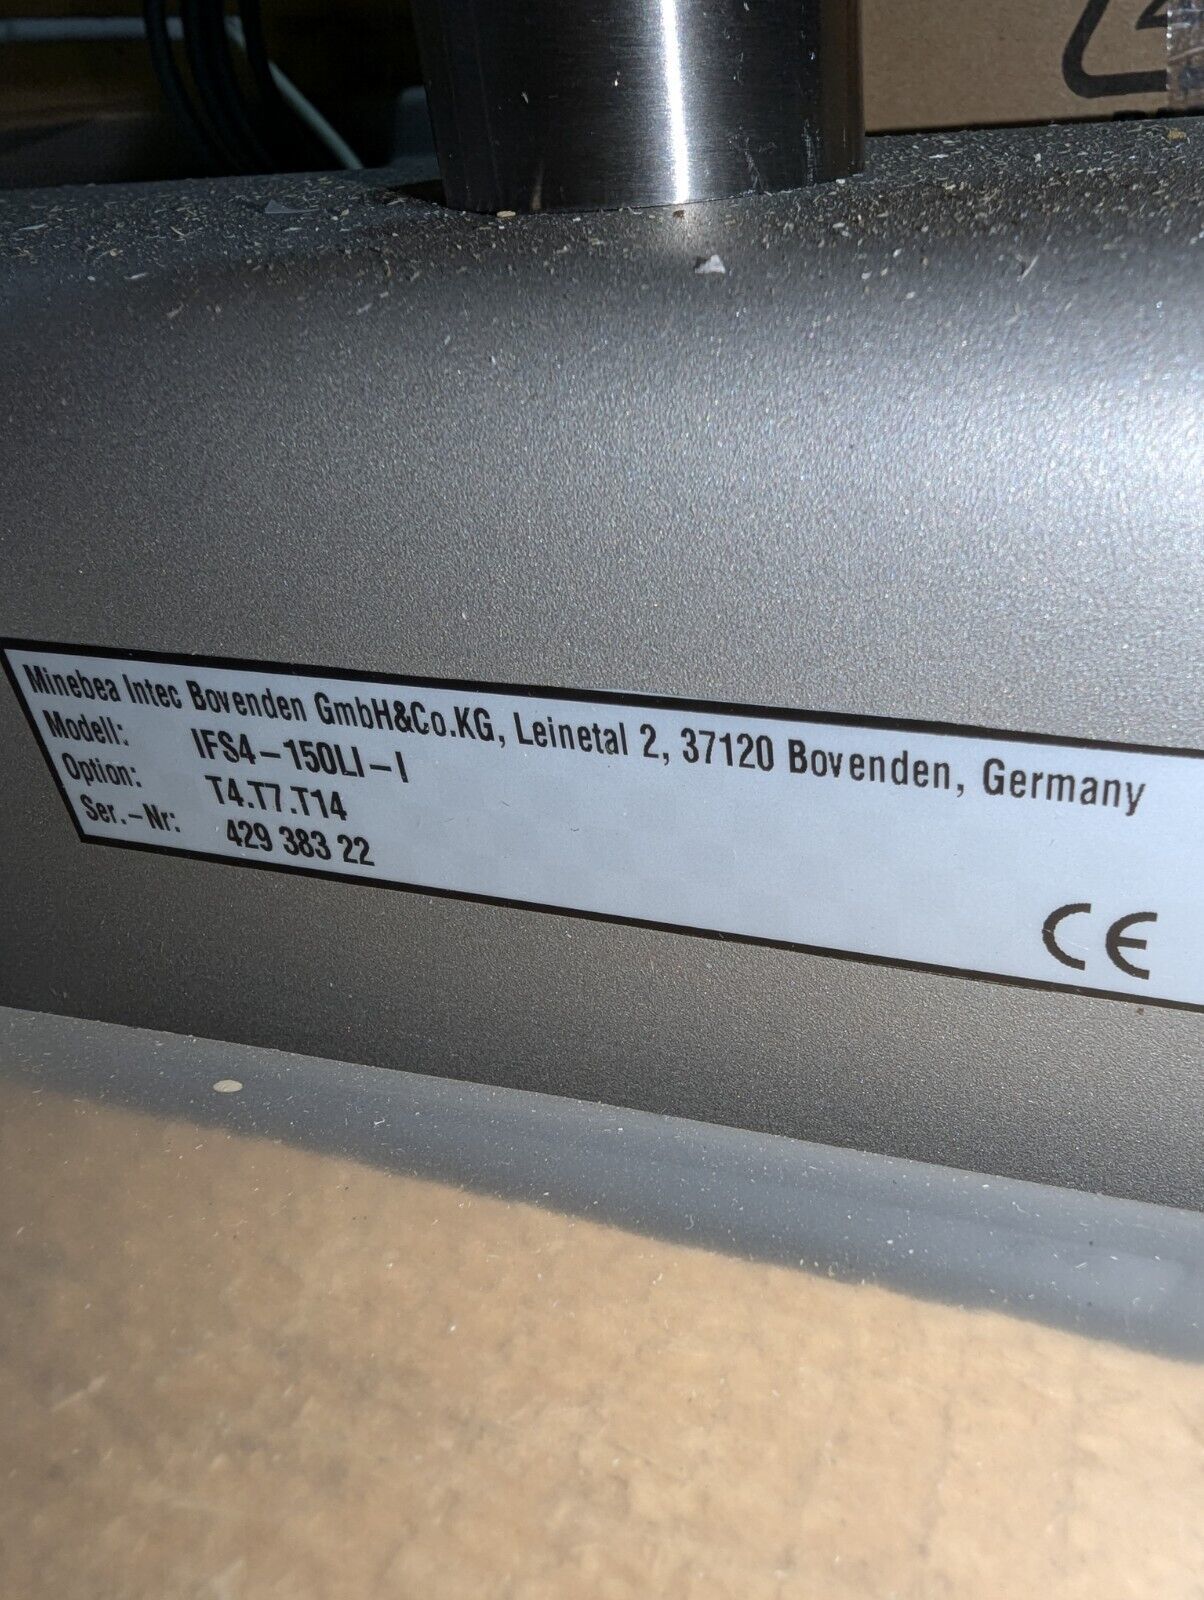 Minebea Intec Bovenden GmbH&Co.KG, Leinetal 2, 37120 Bovenden, Germany
Modell: IFS4-150LI-I
Option: T4.T7.T14
Ser.-Nr: 429 383 22
CE